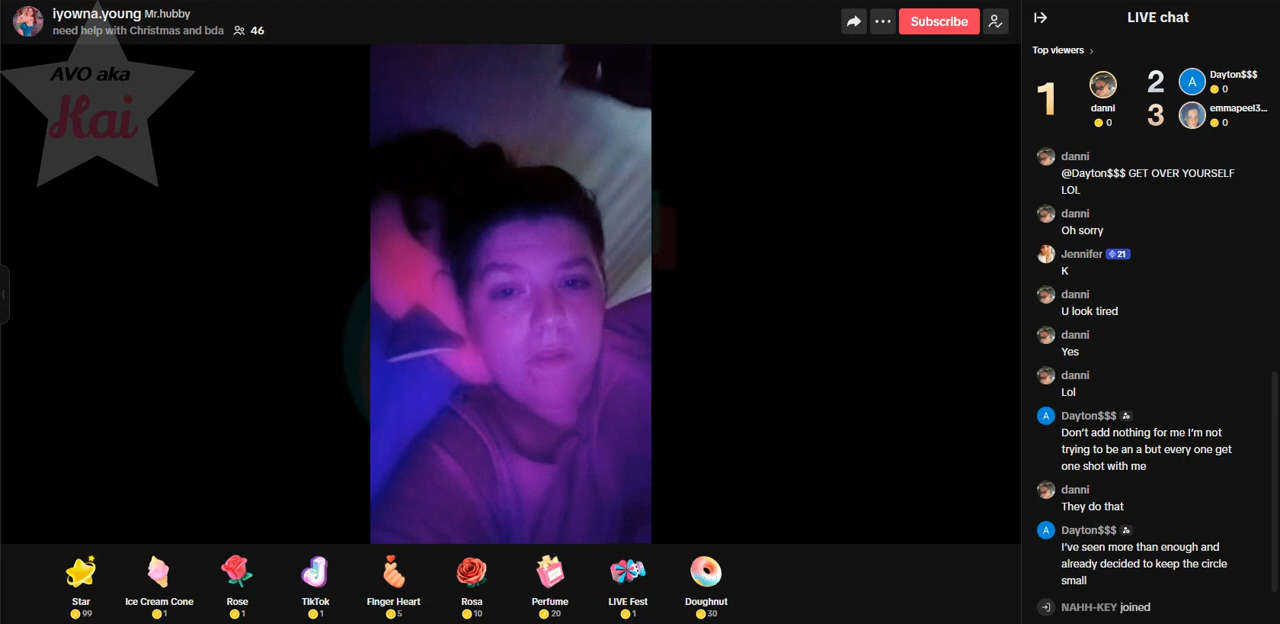 iyowna.young Mr.hubby
need help with Christmas and bda 46
Subscribe
AVO aka
Kai
LIVE chat
Top viewers
1
danni
0
2
A
Dayton$$$
0
3
emmapeel3...
0
danni
@Dayton$$$ GET OVER YOURSELF
LOL
danni
Oh sorry
Jennifer 21
K
danni
U look tired
danni
Yes
danni
Lol
A Dayton$$$
Don't add nothing for me I'm not
trying to be an a but every one get
one shot with me
danni
They do that
A Dayton$$$
I've seen more than enough and
already decided to keep the circle
small
NAHH-KEY joined
Star
99
Ice Cream Cone
1
Rose
1
TikTok
1
Finger Heart
5
Rosa
10
Perfume
20
LIVE Fest
1
Doughnut
30